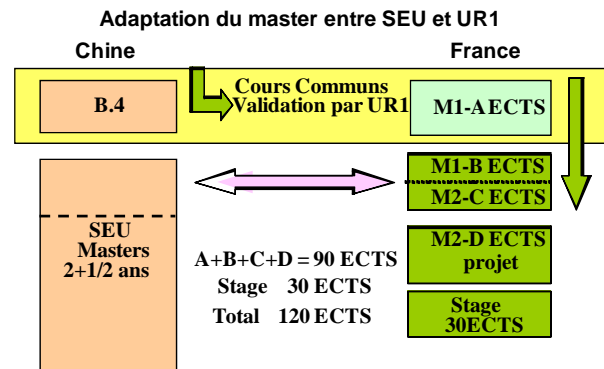 Adaptation du master entre SEU et UR1
Chine
France
B.4
Cours Communs
Validation par UR1
M1-A ECTS
M1-B ECTS
M2-C ECTS
SEU
Masters
2+1/2 ans
A+B+C+D = 90 ECTS
Stage 30 ECTS
Total 120 ECTS
M2-D ECTS
projet
Stage
30ECTS